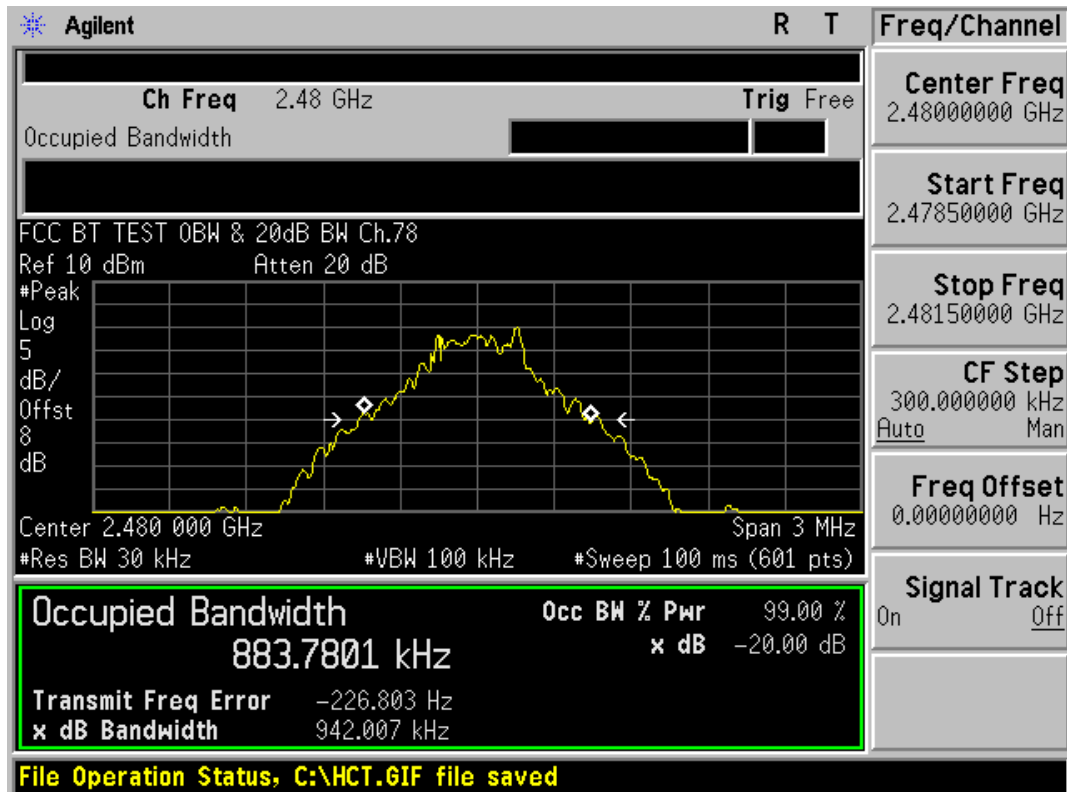 Agilent R T Freq/Channel
Ch Freq 2.48 GHz Trig Free
Occupied Bandwidth
Center Freq
2.48000000 GHz
Start Freq
2.47850000 GHz
Stop Freq
2.48150000 GHz
CF Step
300.000000 kHz
Auto Man
Freq Offset
0.00000000 Hz
Signal Track
On Off
FCC BT TEST OBW & 20dB BW Ch.78
Ref 10 dBm Atten 20 dB
#Peak
Log
5
dB/
Offst
8
dB
Center 2.480 000 GHz Span 3 MHz
#Res BW 30 kHz #VBW 100 kHz #Sweep 100 ms (601 pts)
Occupied Bandwidth Occ BW % Pwr 99.00 %
883.7801 kHz x dB -20.00 dB
Transmit Freq Error -226.803 Hz
x dB Bandwidth 942.007 kHz
File Operation Status, C:\HCT.GIF file saved